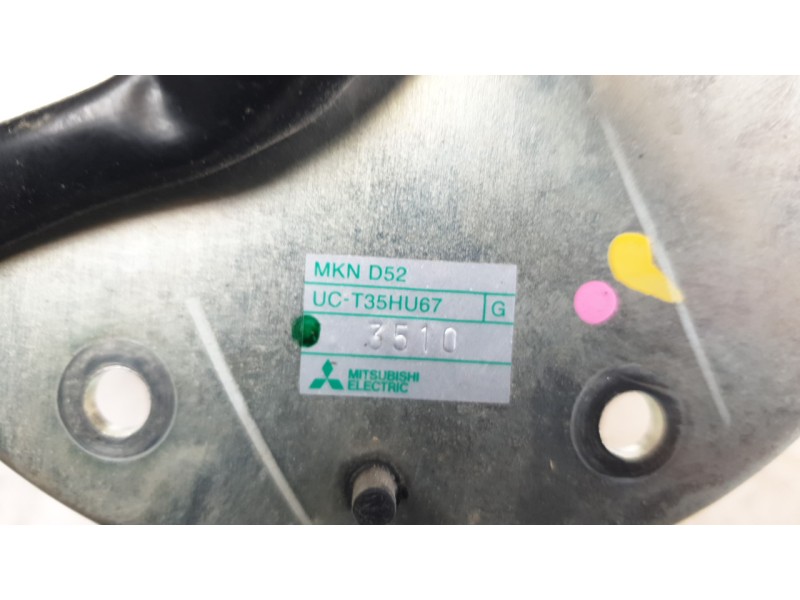 MKN D52
UC-T35HU67 G
3510
MITSUBISHI
ELECTRIC